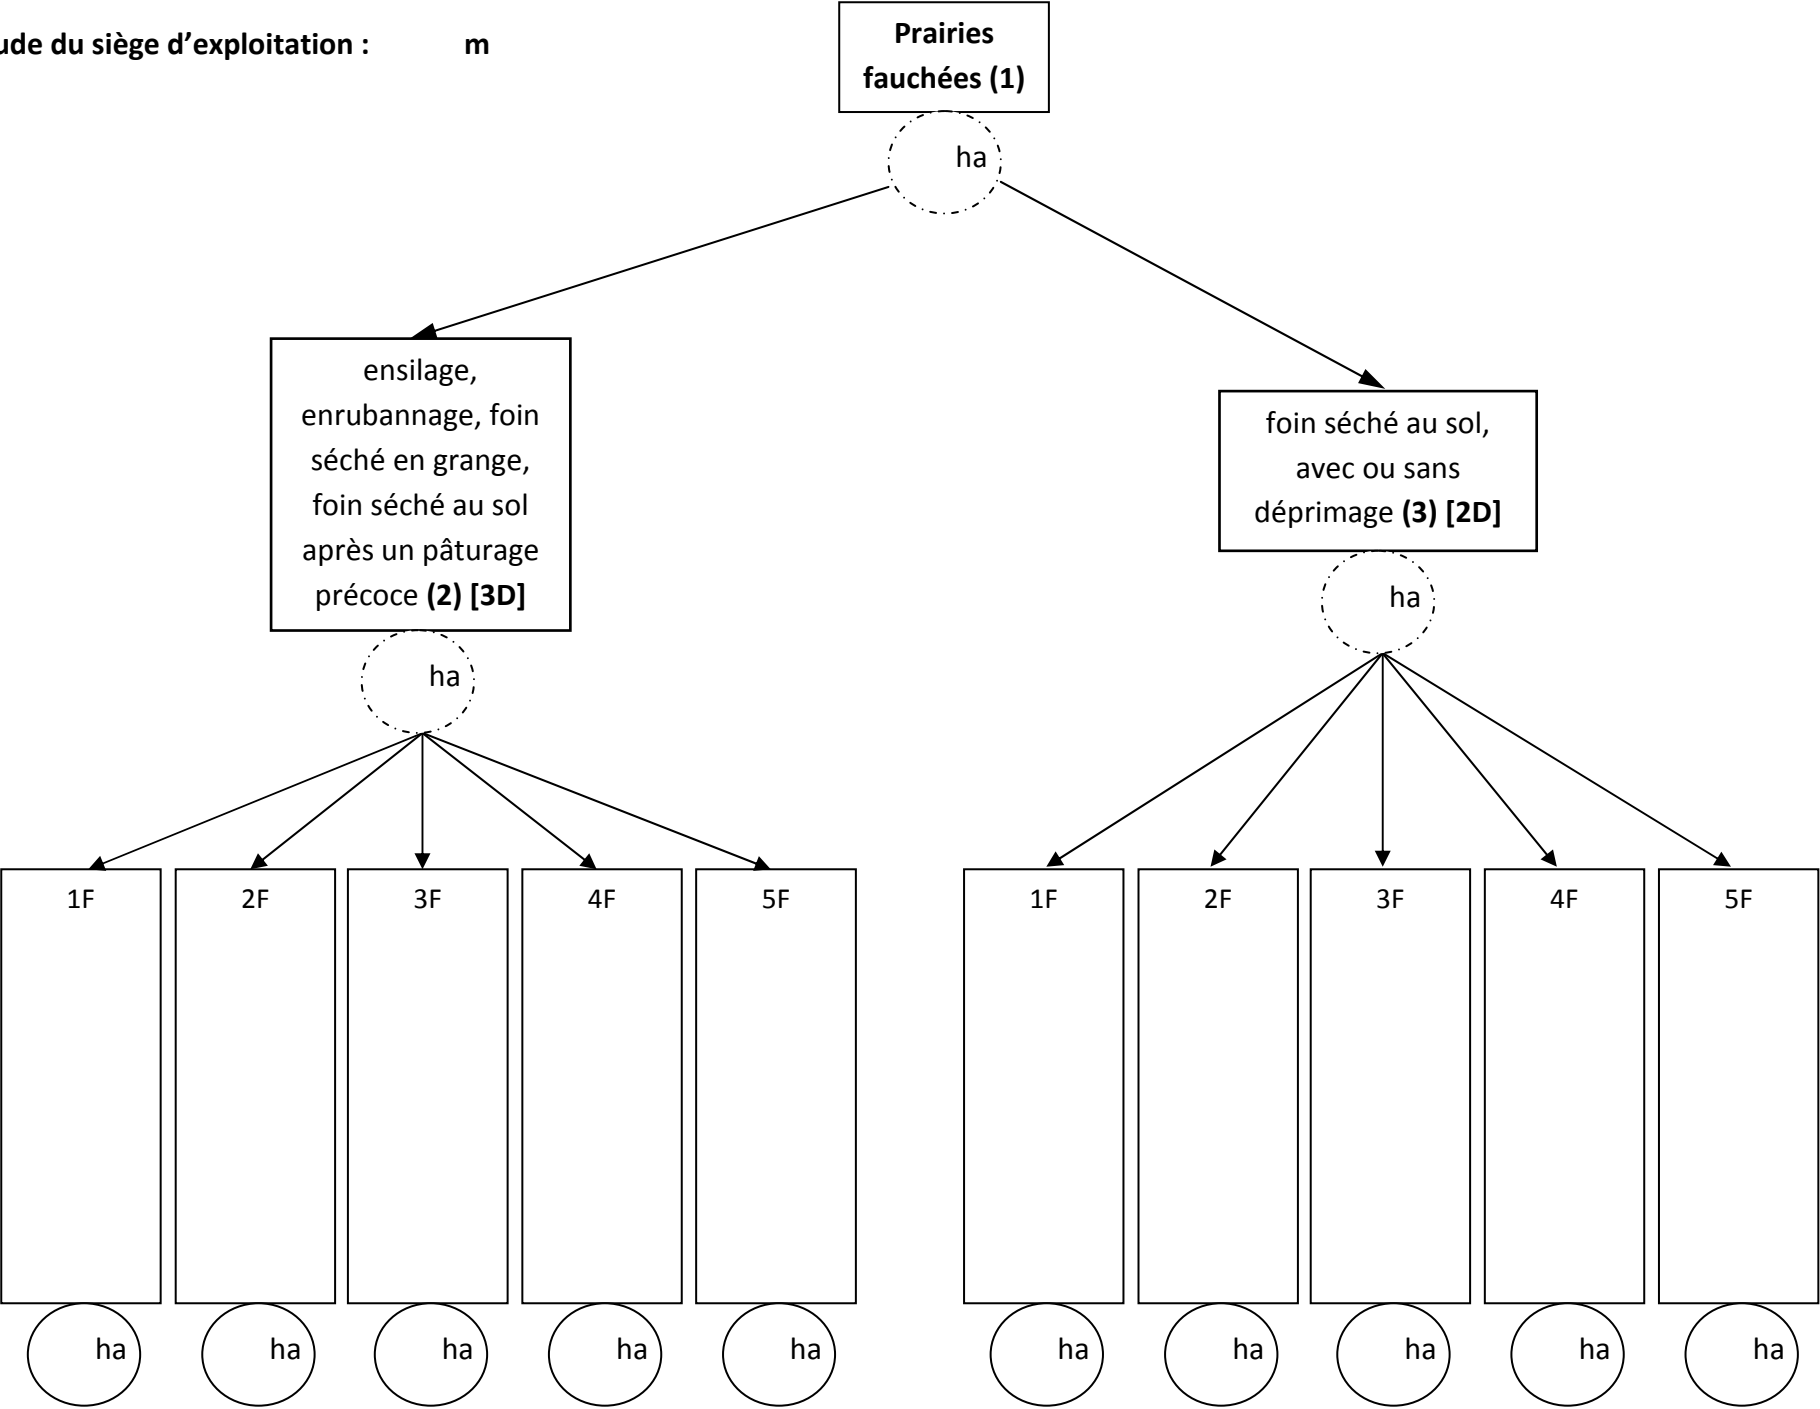 ude du siège d’exploitation : m
Prairies
fauchées (1)
ha
ensilage,
enrubannage, foin
séché en grange,
foin séché au sol
après un pâturage
précoce (2) [3D]
ha
foin séché au sol,
avec ou sans
déprimage (3) [2D]
ha
1F 2F 3F 4F 5F
ha ha ha ha ha
1F 2F 3F 4F 5F
ha ha ha ha ha